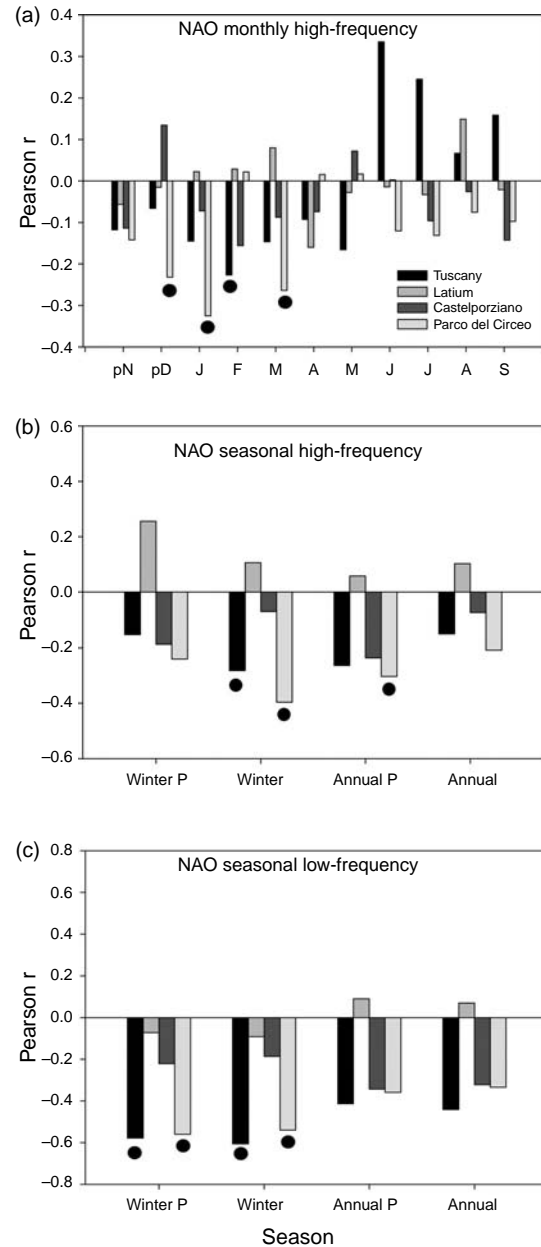 (a)
NAO monthly high-frequency
0.4
0.3
0.2
0.1
0.0
–0.1
–0.2
–0.3
–0.4
Pearson r
Tuscany
Latium
Castelporziano
Parco del Circeo
pN pD J F M A M J J A S
(b)
NAO seasonal high-frequency
0.6
0.4
0.2
0.0
–0.2
–0.4
–0.6
Pearson r
Winter P Winter Annual P Annual
(c)
NAO seasonal low-frequency
0.8
0.6
0.4
0.2
0.0
–0.2
–0.4
–0.6
–0.8
Pearson r
Winter P Winter Annual P Annual
Season